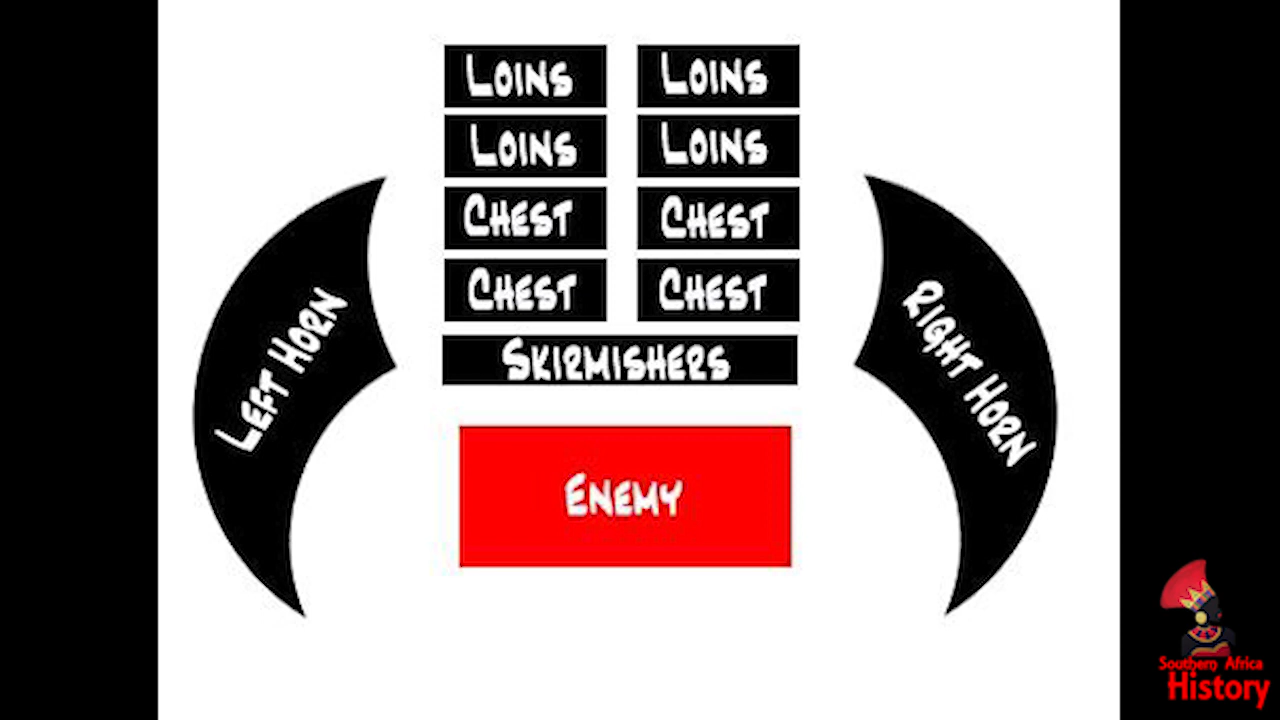 Loins Loins
Loins Loins
Chest Chest
Chest Chest
Skirmishers
Left Horn
Right Horn
Enemy
Southern Africa
History